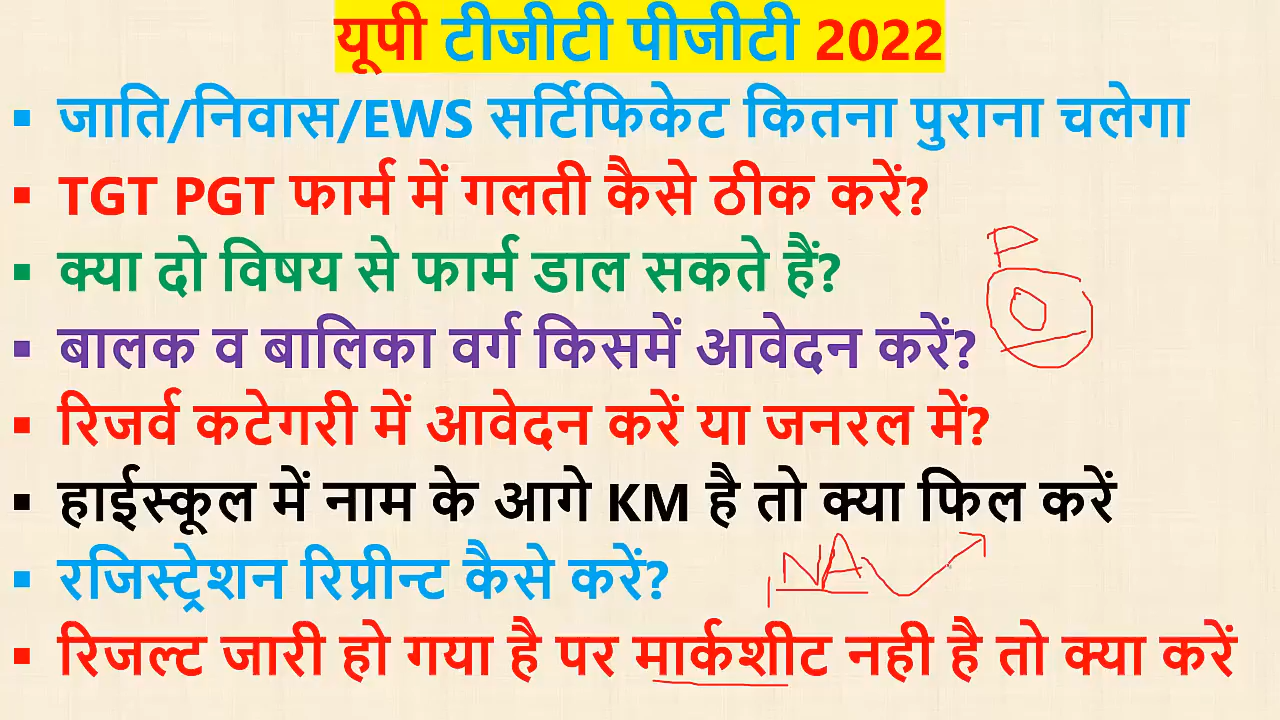 यूपी टीजीटी पीजीटी 2022
▪ जाति/निवास/EWS सर्टिफिकेट कितना पुराना चलेगा
▪ TGT PGT फार्म में गलती कैसे ठीक करें?
▪ क्या दो विषय से फार्म डाल सकते हैं?
P
▪ बालक व बालिका वर्ग किसमें आवेदन करें?
▪ रिजर्व कटेगरी में आवेदन करें या जनरल में?
▪ हाईस्कूल में नाम के आगे KM है तो क्या फिल करें
▪ रजिस्ट्रेशन रिप्रीन्ट कैसे करें?
NA
▪ रिजल्ट जारी हो गया है पर मार्कशीट नही है तो क्या करें